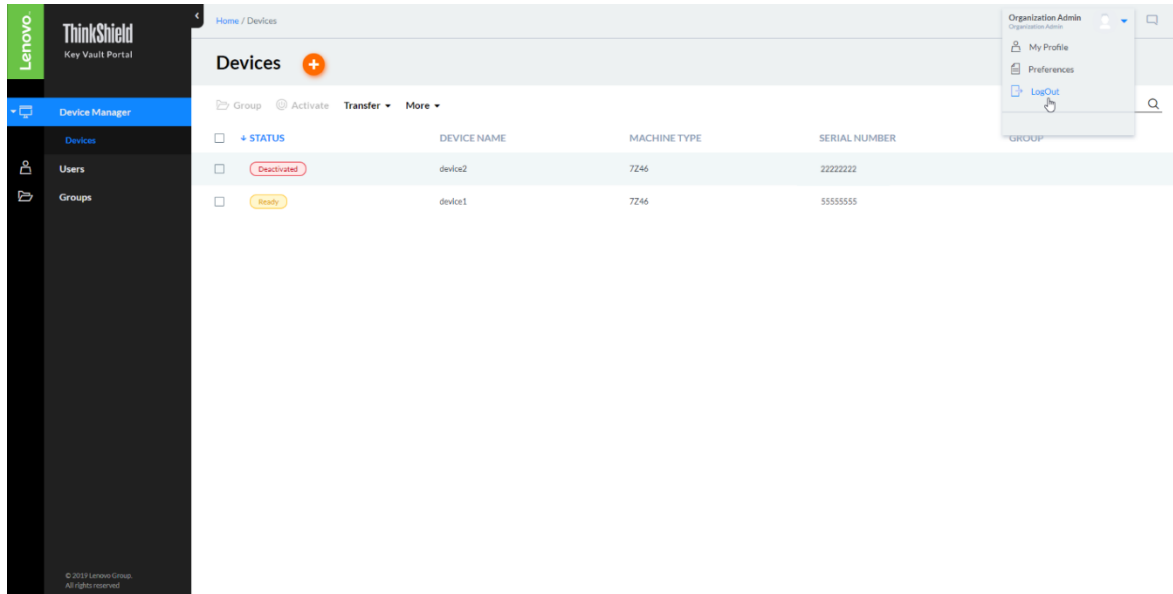 Lenovo.
ThinkShield
Key Vault Portal
Device Manager
Devices
Users
Groups
© 2019 Lenovo Group.
All rights reserved
Home / Devices
Organization Admin
Organization Admin
My Profile
Preferences
LogOut
Devices
Group Activate Transfer More
STATUS DEVICE NAME MACHINE TYPE SERIAL NUMBER GROUP
Deactivated device2 7Z46 22222222
Ready device1 7Z46 55555555